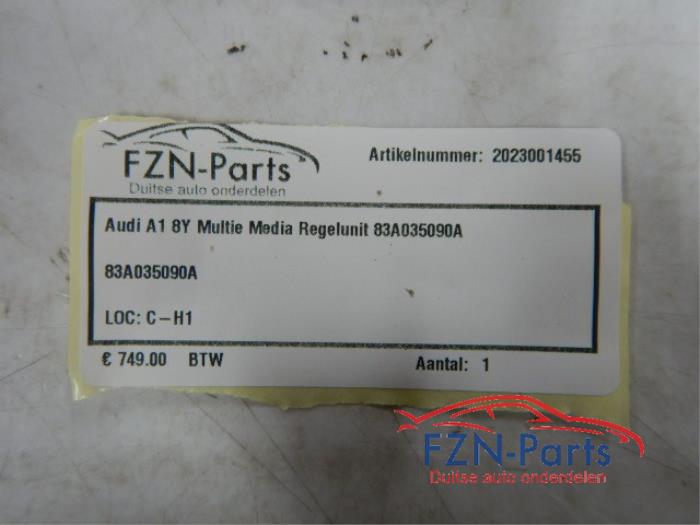 FZN-Parts
Duitse auto onderdelen
Artikelnummer: 2023001455
Audi A1 8Y Multie Media Regelunit 83A035090A
83A035090A
LOC: C-H1
€ 749.00 BTW
Aantal: 1
FZN-Parts
Duitse auto onderdelen